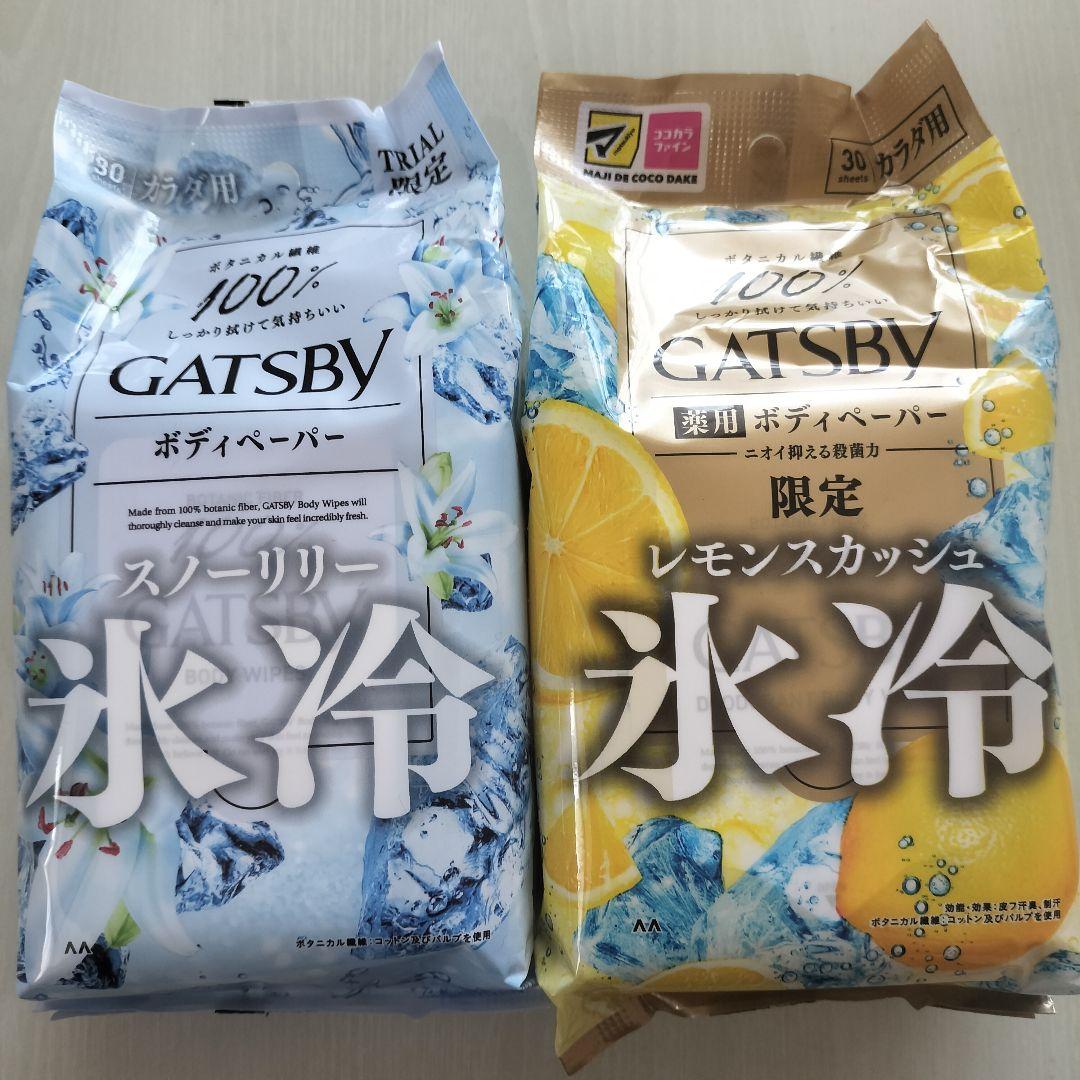 30
sheets
カラダ用
TRIAL
限定
ボタニカル繊維
100%
しっかり拭けて気持ちいい
GATSBY
ボディペーパー
Made from 100% botanic fiber, GATSBY Body Wipes will
thoroughly cleanse and make your skin feel incredibly fresh.
スノーリリー
氷冷
ボタニカル繊維:コットン及びパルプを使用
ココカラ
ファイン
MAJI DE COCO DAKE
30
sheets
カラダ用
ボタニカル繊維
100%
しっかり拭けて気持ちいい
GATSBY
薬用 ボディペーパー
ニオイ抑える殺菌力
限定
レモンスカッシュ
氷冷
効能・効果:皮フ汗臭、制汗
ボタニカル繊維:コットン及びパルプを使用